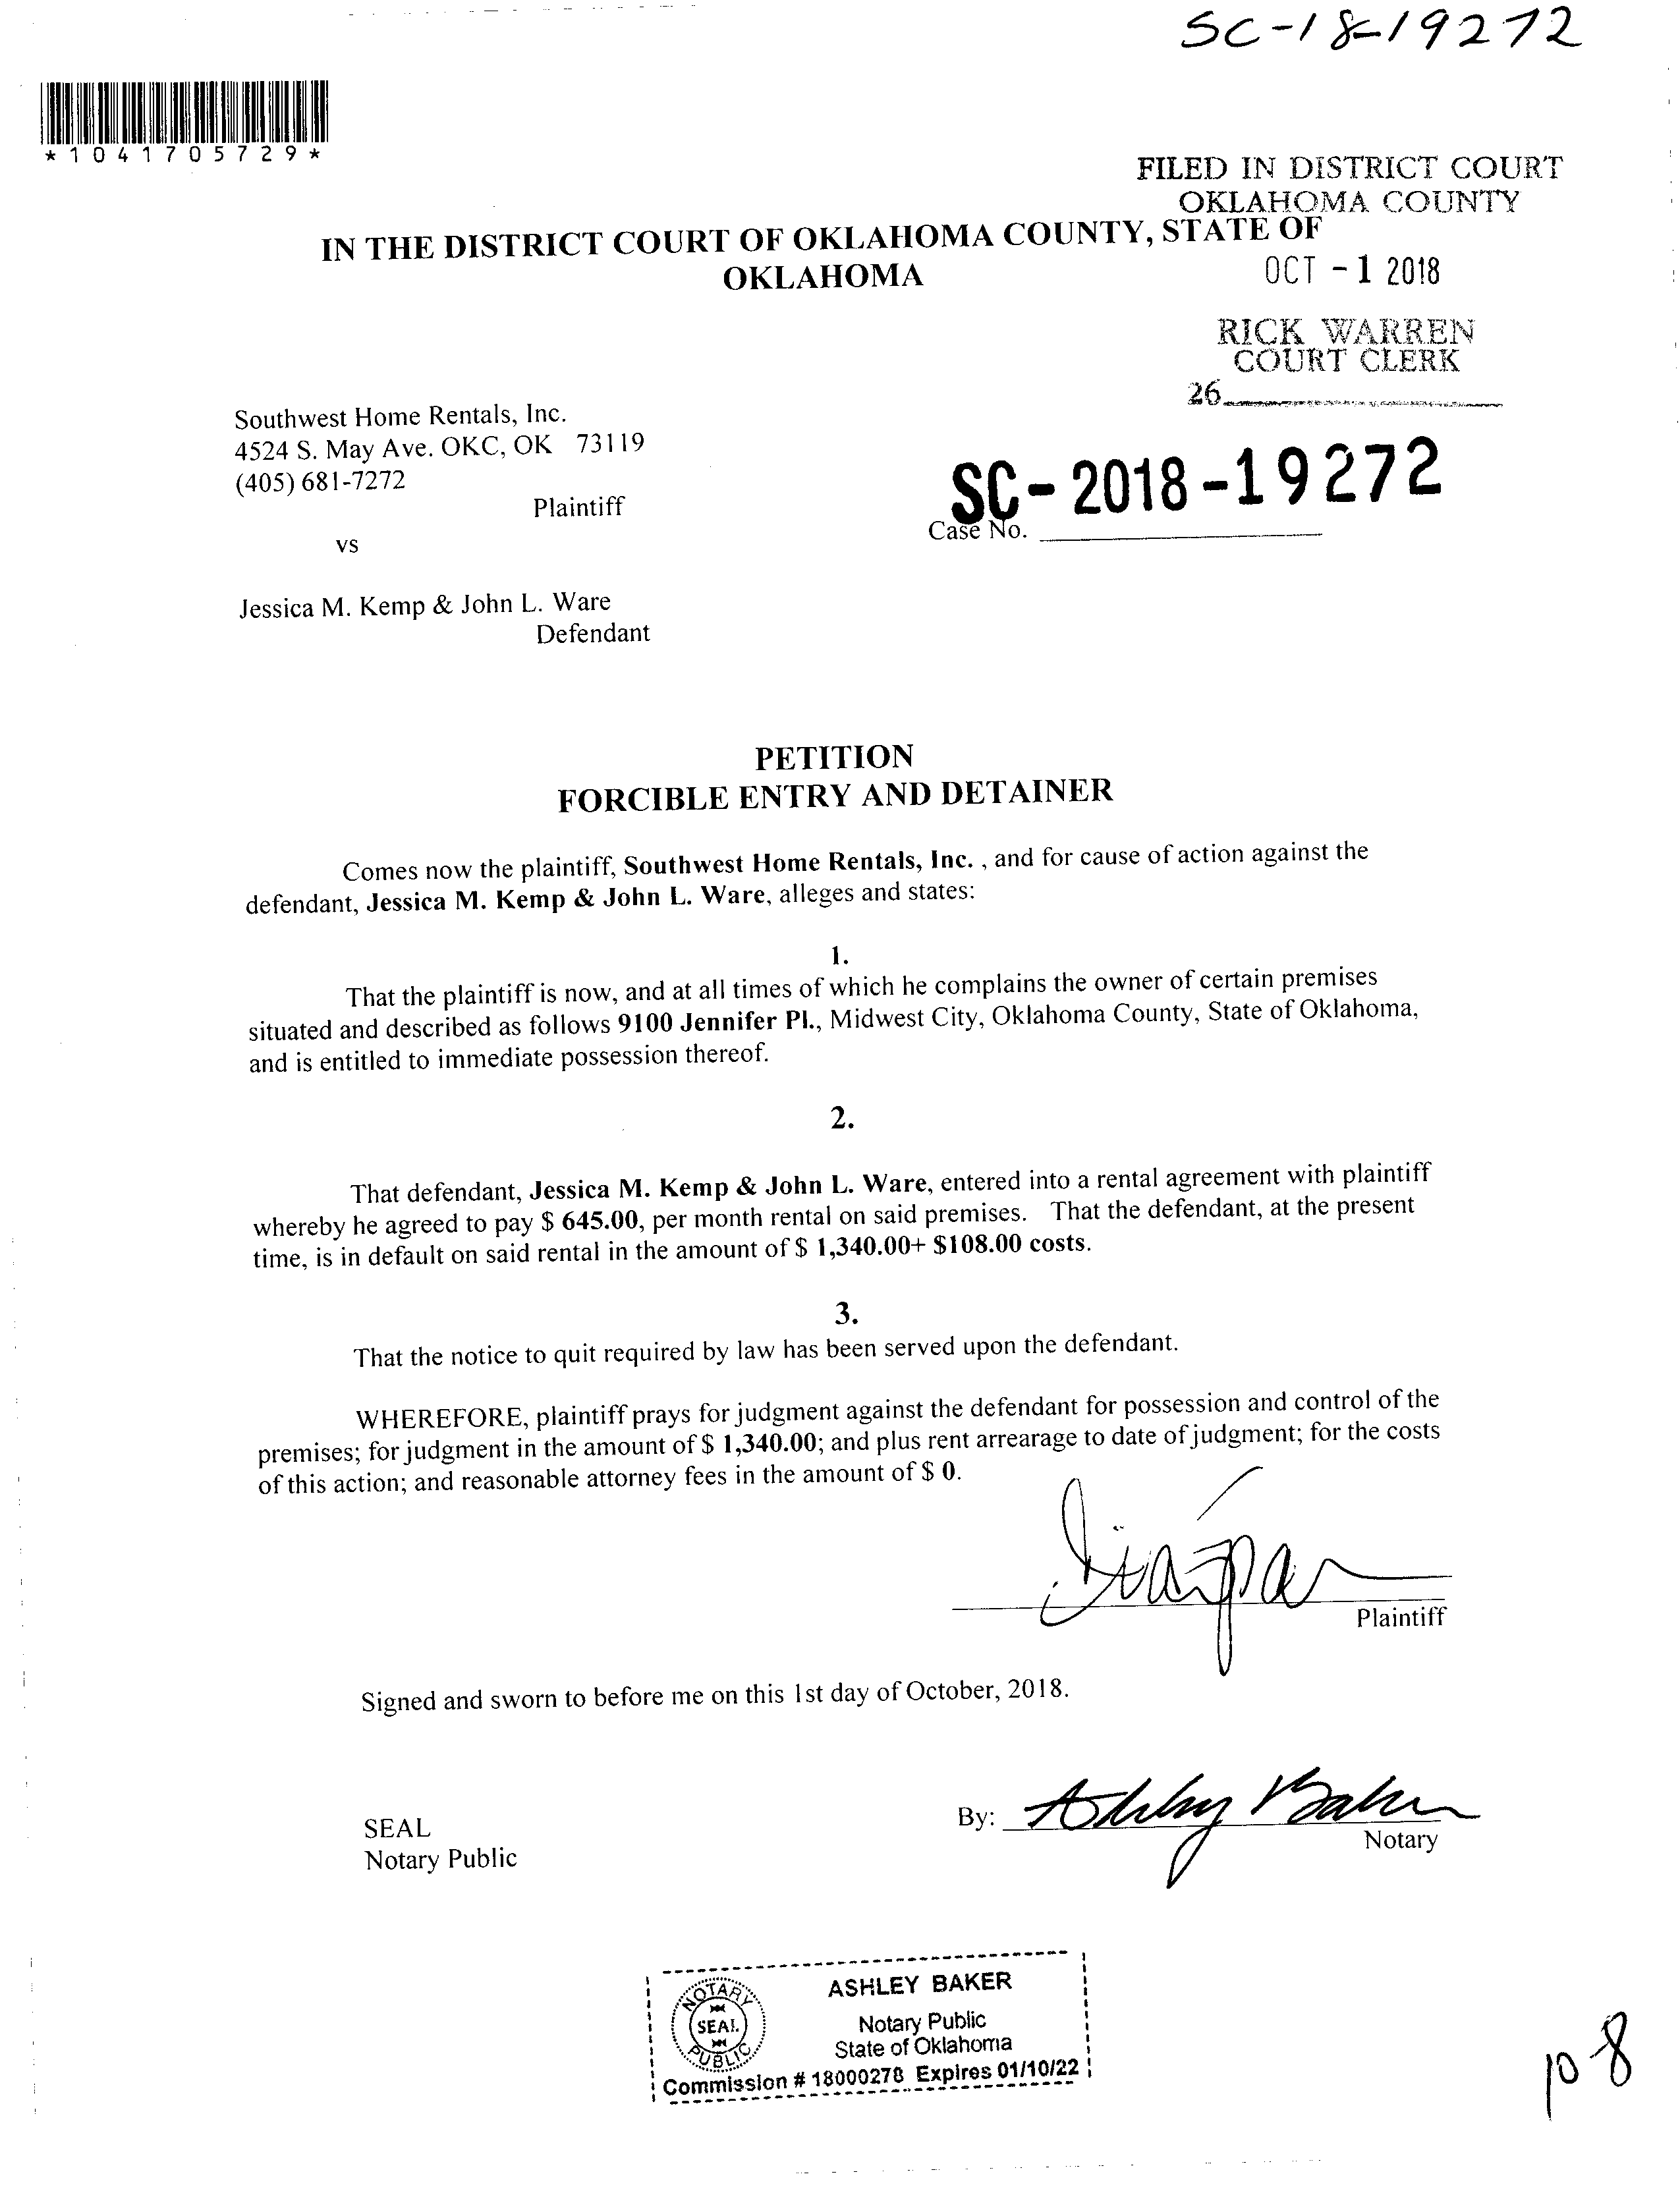 SC-18-19272
*1041705729*
FILED IN DISTRICT COURT
OKLAHOMA COUNTY
IN THE DISTRICT COURT OF OKLAHOMA COUNTY, STATE OF
OKLAHOMA
OCT - 1 2018
RICK WARREN
COURT CLERK
26
Southwest Home Rentals, Inc.
4524 S. May Ave. OKC, OK 73119
(405) 681-7272
Plaintiff
SC- 2018 -19272
Case No.
vs
Jessica M. Kemp & John L. Ware
Defendant
PETITION
FORCIBLE ENTRY AND DETAINER
Comes now the plaintiff, Southwest Home Rentals, Inc. , and for cause of action against the
defendant, Jessica M. Kemp & John L. Ware, alleges and states:
1.
That the plaintiff is now, and at all times of which he complains the owner of certain premises
situated and described as follows 9100 Jennifer Pl., Midwest City, Oklahoma County, State of Oklahoma,
and is entitled to immediate possession thereof.
2.
That defendant, Jessica M. Kemp & John L. Ware, entered into a rental agreement with plaintiff
whereby he agreed to pay $ 645.00, per month rental on said premises. That the defendant, at the present
time, is in default on said rental in the amount of $ 1,340.00+ $108.00 costs.
3.
That the notice to quit required by law has been served upon the defendant.
WHEREFORE, plaintiff prays for judgment against the defendant for possession and control of the
premises; for judgment in the amount of $ 1,340.00; and plus rent arrearage to date of judgment; for the costs
of this action; and reasonable attorney fees in the amount of $ 0.
Plaintiff
Signed and sworn to before me on this 1st day of October, 2018.
By: Ashley Baker
SEAL
Notary
Notary Public
NOTARY
SEAL
PUBLIC
ASHLEY BAKER
Notary Public
State of Oklahoma
Commission # 18000278 Expires 01/10/22
p8